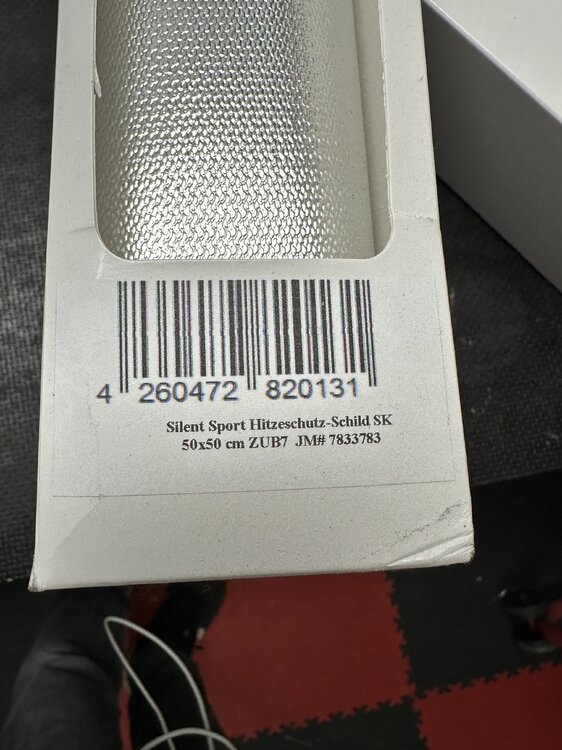 4 260472 820131
Silent Sport Hitzeschutz-Schild SK
50x50 cm ZUB7 JM# 7833783